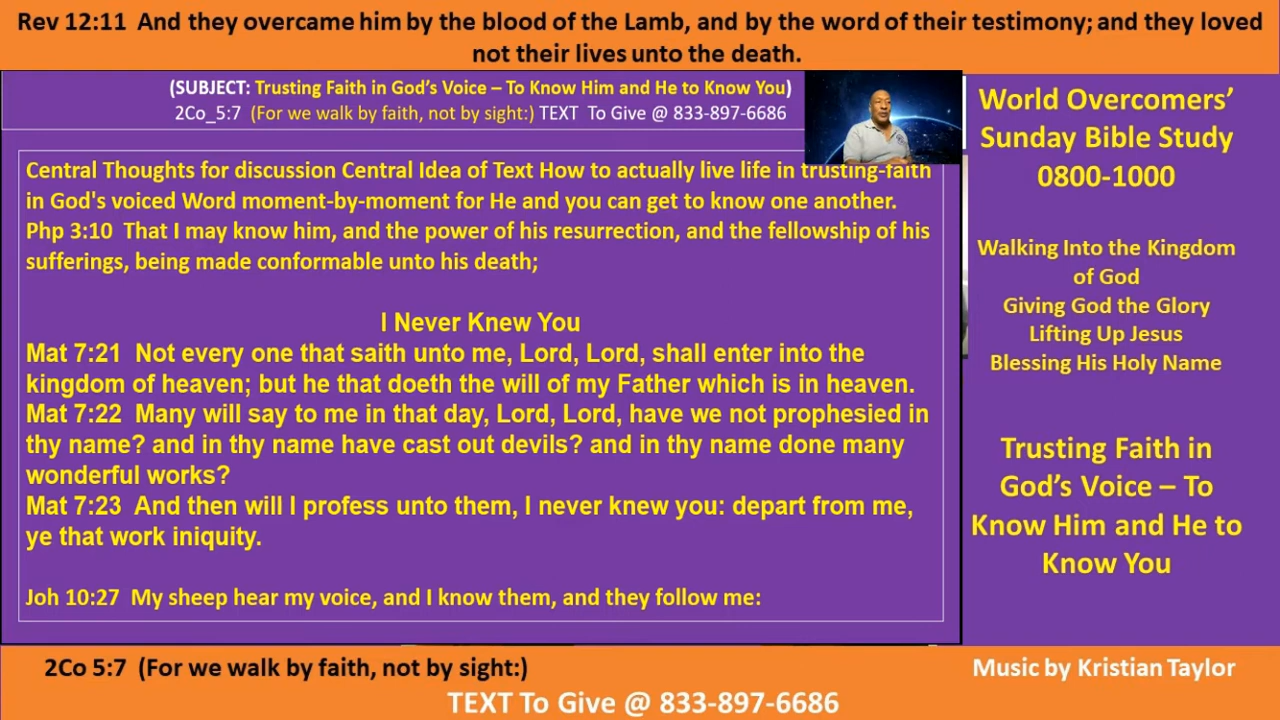 Rev 12:11 And they overcame him by the blood of the Lamb, and by the word of their testimony; and they loved
not their lives unto the death.
(SUBJECT: Trusting Faith in God's Voice – To Know Him and He to Know You)
2Co_5:7 (For we walk by faith, not by sight:) TEXT To Give @ 833-897-6686
Central Thoughts for discussion Central Idea of Text How to actually live life in trusting-faith
in God's voiced Word moment-by-moment for He and you can get to know one another.
Php 3:10 That I may know him, and the power of his resurrection, and the fellowship of his
sufferings, being made conformable unto his death;
I Never Knew You
Mat 7:21 Not every one that saith unto me, Lord, Lord, shall enter into the
kingdom of heaven; but he that doeth the will of my Father which is in heaven.
Mat 7:22 Many will say to me in that day, Lord, Lord, have we not prophesied in
thy name? and in thy name have cast out devils? and in thy name done many
wonderful works?
Mat 7:23 And then will I profess unto them, I never knew you: depart from me,
ye that work iniquity.
Joh 10:27 My sheep hear my voice, and I know them, and they follow me:
World Overcomers'
Sunday Bible Study
0800-1000
Walking Into the Kingdom
of God
Giving God the Glory
Lifting Up Jesus
Blessing His Holy Name
Trusting Faith in
God's Voice – To
Know Him and He to
Know You
2Co 5:7 (For we walk by faith, not by sight:)
Music by Kristian Taylor
TEXT To Give @ 833-897-6686